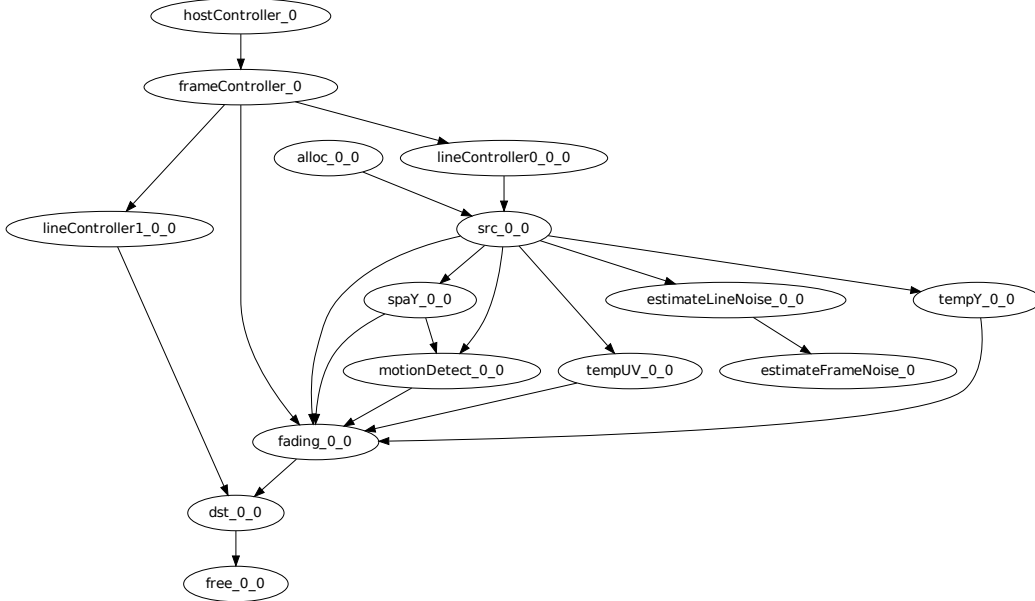 hostController_0
frameController_0
alloc_0_0
lineController0_0_0
lineController1_0_0
src_0_0
spaY_0_0
estimateLineNoise_0_0
tempY_0_0
motionDetect_0_0
tempUV_0_0
estimateFrameNoise_0
fading_0_0
dst_0_0
free_0_0